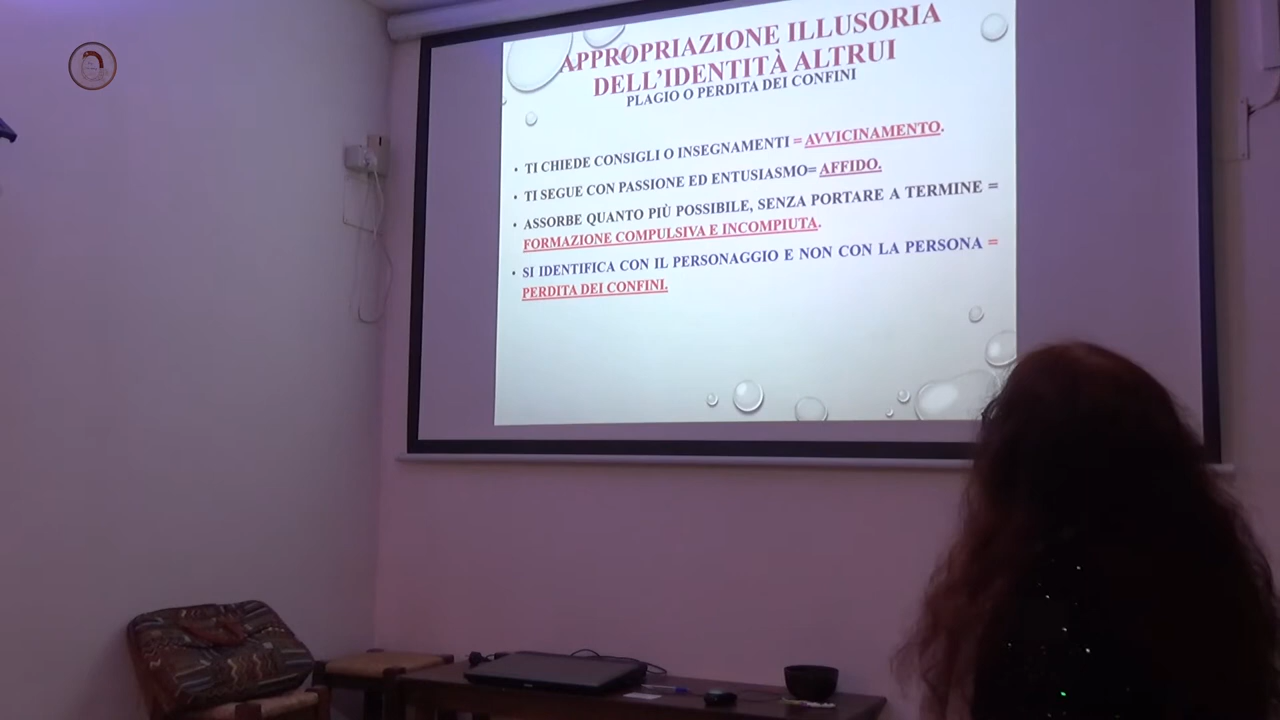 APPROPRIAZIONE ILLUSORIA
DELL'IDENTITÀ ALTRUI
PLAGIO O PERDITA DEI CONFINI
• TI CHIEDE CONSIGLI O INSEGNAMENTI = AVVICINAMENTO.
• TI SEGUE CON PASSIONE ED ENTUSIASMO= AFFIDO.
• ASSORBE QUANTO PIÙ POSSIBILE, SENZA PORTARE A TERMINE =
FORMAZIONE COMPULSIVA E INCOMPIUTA.
• SI IDENTIFICA CON IL PERSONAGGIO E NON CON LA PERSONA =
PERDITA DEI CONFINI.